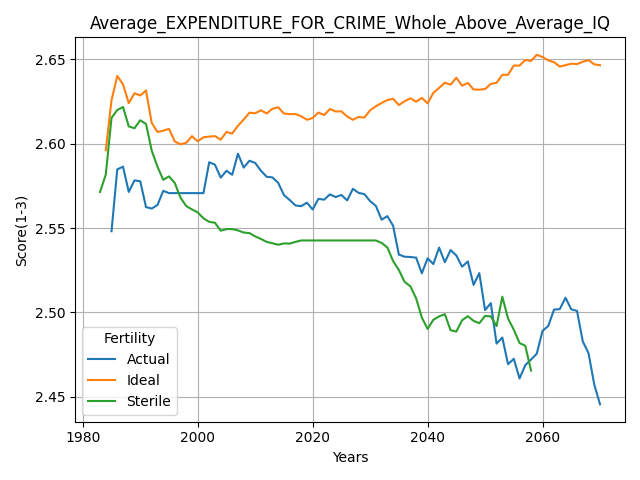 Average_EXPENDITURE_FOR_CRIME_Whole_Above_Average_IQ
Score(1-3)
2.65
2.60
2.55
2.50
2.45
Fertility
Actual
Ideal
Sterile
1980
2000
2020
2040
2060
Years